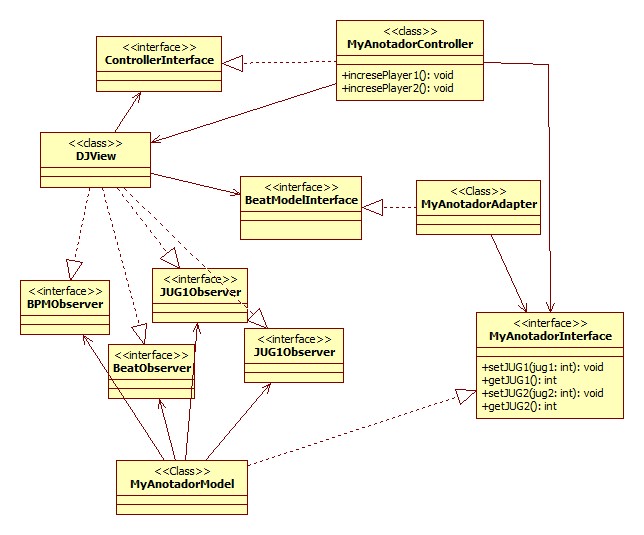 <<interface>>
ControllerInterface
<<class>>
MyAnotadorController
+incresePlayer1(): void
+incresePlayer2(): void
<<class>>
DJView
<<interface>>
BeatModelInterface
<<Class>>
MyAnotadorAdapter
<<interface>>
BPMObserver
<<interface>>
JUG1Observer
<<interface>>
BeatObserver
<<interface>>
JUG1Observer
<<interface>>
MyAnotadorInterface
+setJUG1(jug1: int): void
+getJUG1(): int
+setJUG2(jug2: int): void
+getJUG2(): int
<<Class>>
MyAnotadorModel